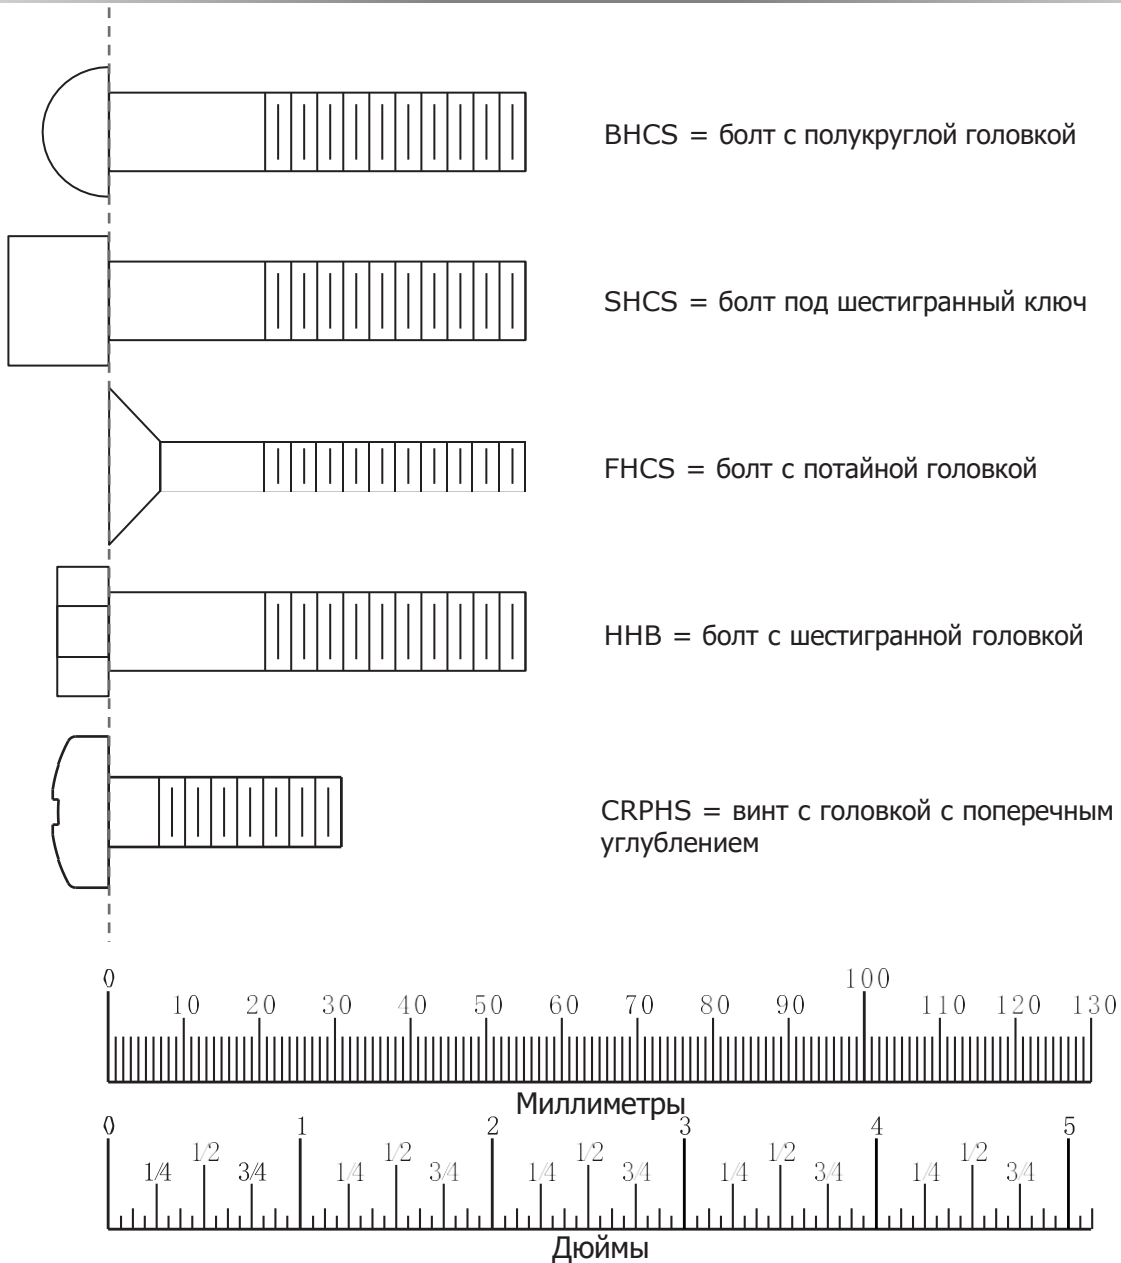 BHCS = болт с полукруглой головкой
SHCS = болт под шестигранный ключ
FHCS = болт с потайной головкой
HHB = болт с шестигранной головкой
CRPHS = винт с головкой с поперечным
углублением
0 10 20 30 40 50 60 70 80 90 100 110 120 130
Миллиметры
0 1/4 1/2 3/4 1 1/4 1/2 3/4 2 1/4 1/2 3/4 3 1/4 1/2 3/4 4 1/4 1/2 3/4 5
Дюймы